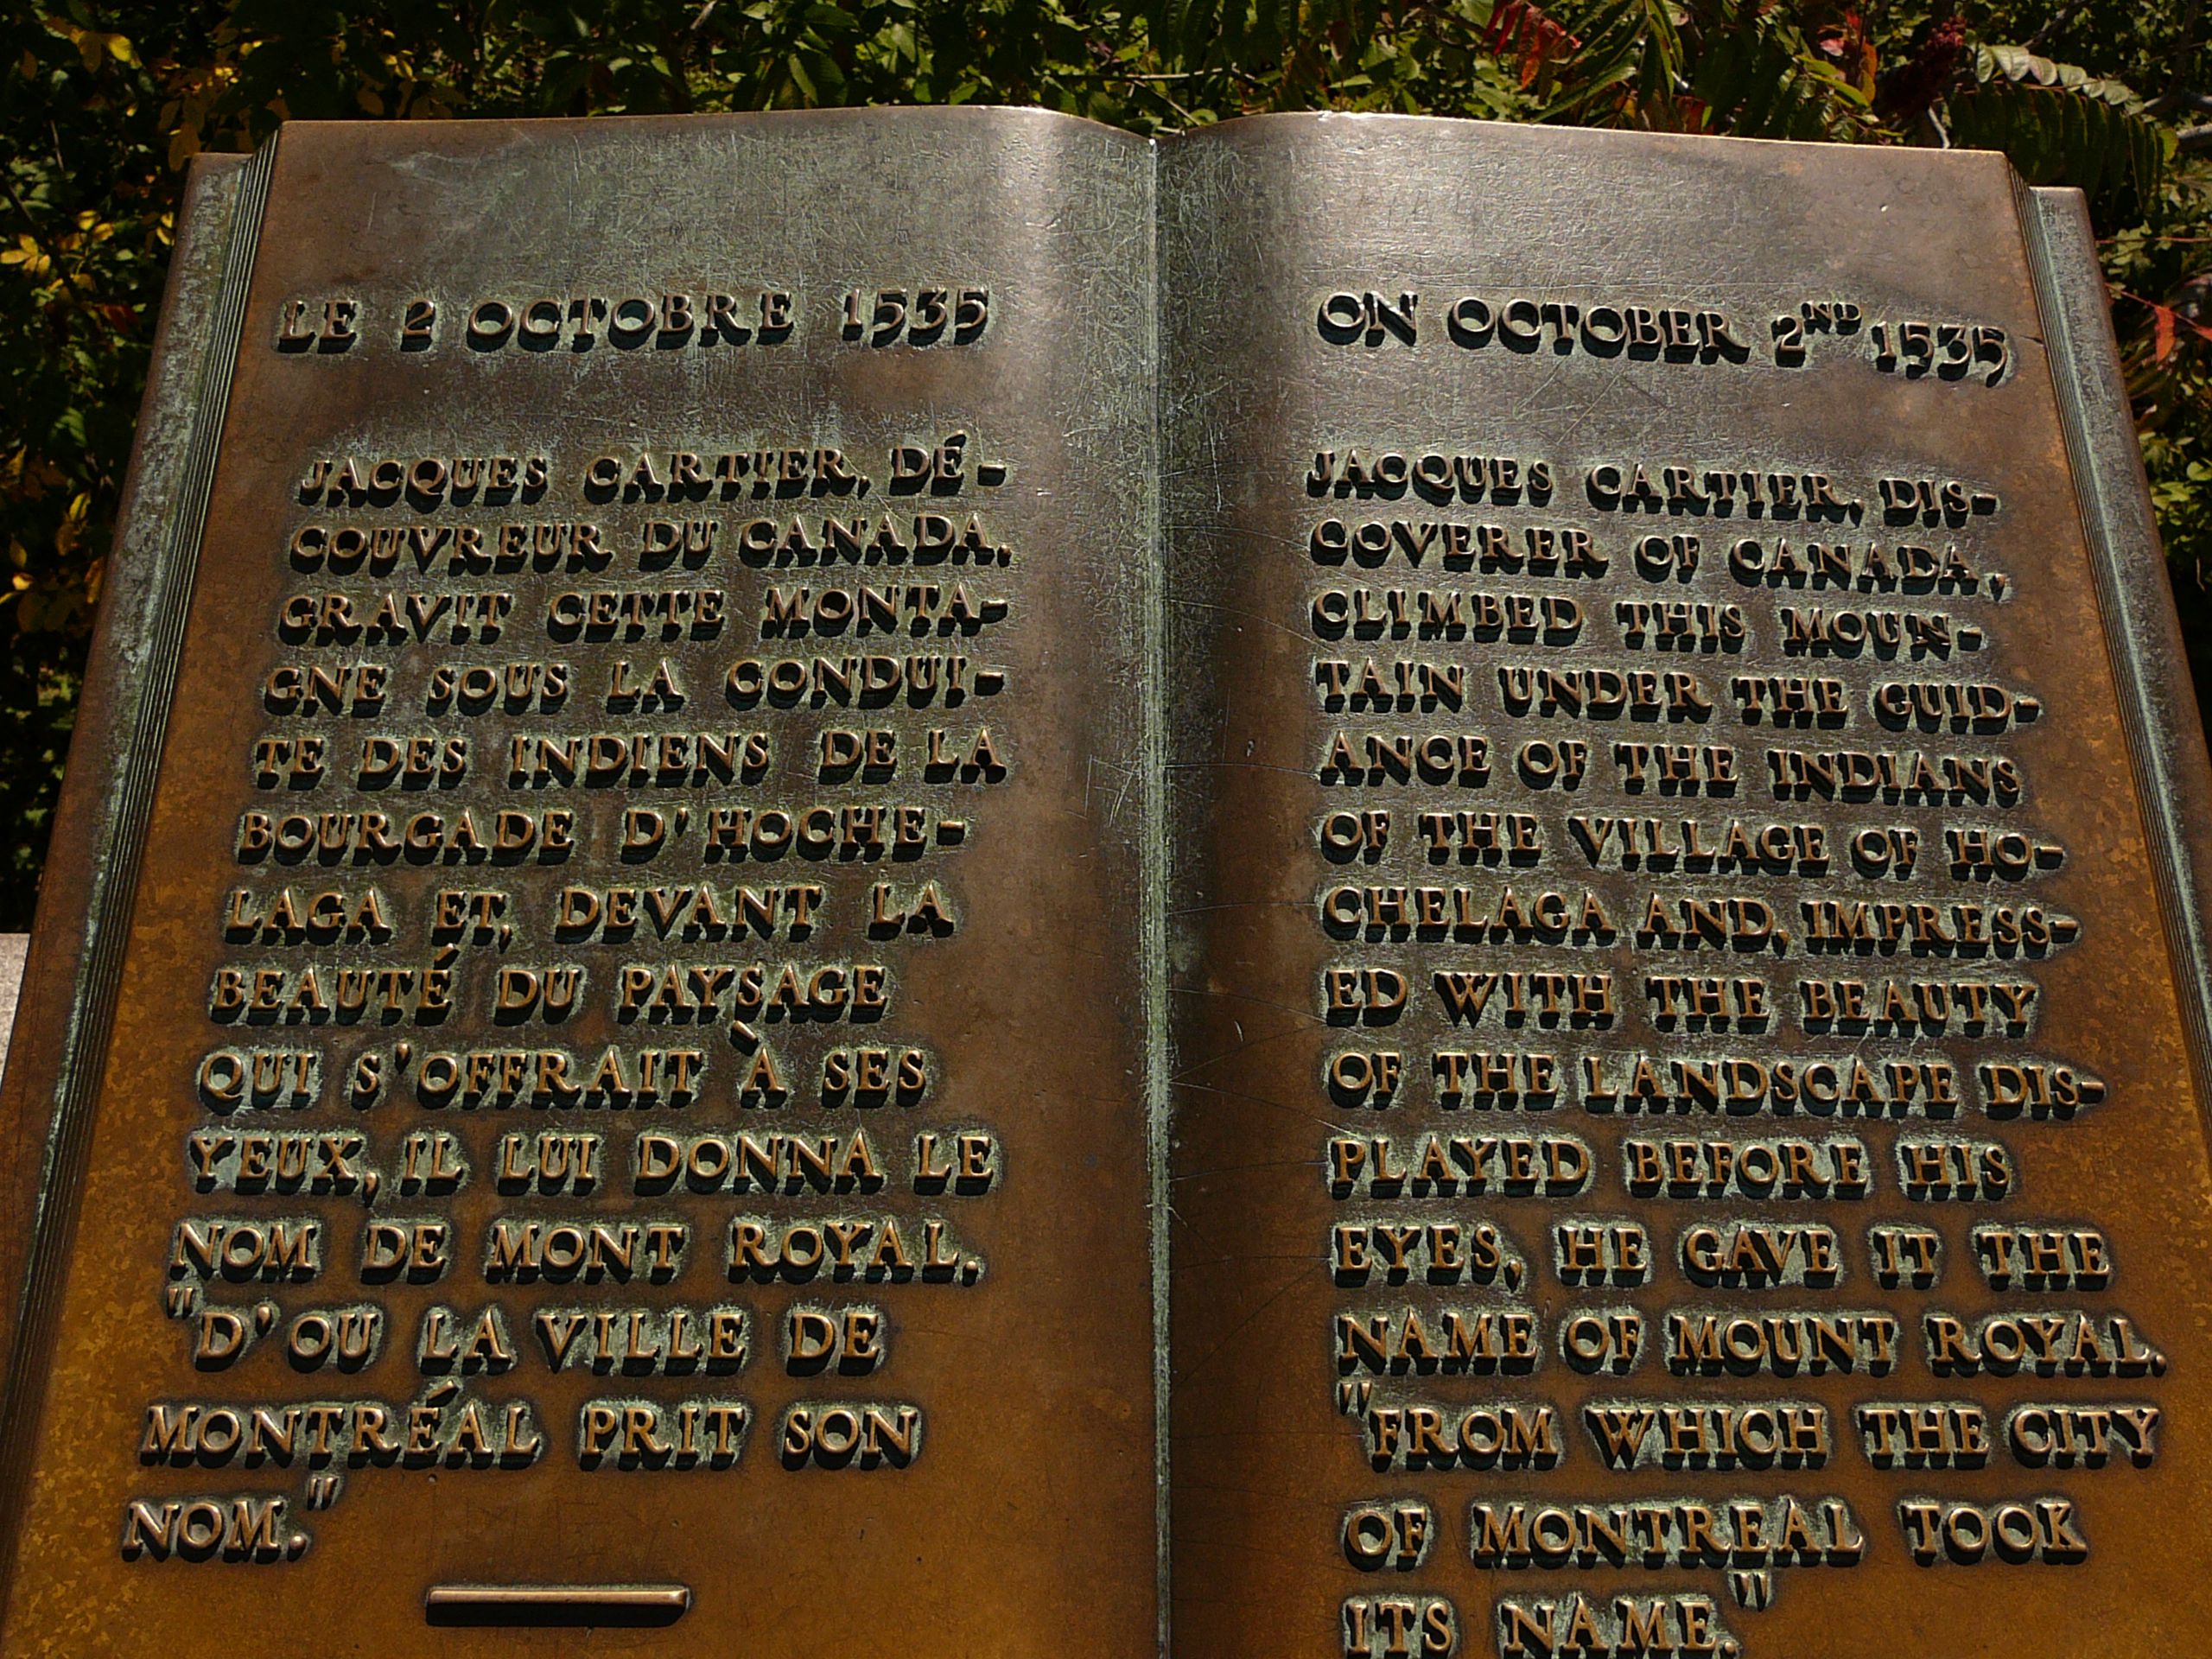 LE 2 OCTOBRE 1535
JACQUES CARTIER, DÉ-
COUVREUR DU CANADA,
GRAVIT CETTE MONTA-
GNE SOUS LA CONDUI-
TE DES INDIENS DE LA
BOURGADE D'HOCHE-
LAGA ET, DEVANT LA
BEAUTÉ DU PAYSAGE
QUI S'OFFRAIT À SES
YEUX, IL LUI DONNA LE
NOM DE MONT ROYAL,
"D'OU LA VILLE DE
MONTRÉAL PRIT SON
NOM."
ON OCTOBER 2ND 1535
JACQUES CARTIER, DIS-
COVERER OF CANADA,
CLIMBED THIS MOUN-
TAIN UNDER THE GUID-
ANCE OF THE INDIANS
OF THE VILLAGE OF HO-
CHELAGA AND, IMPRESS-
ED WITH THE BEAUTY
OF THE LANDSCAPE DIS-
PLAYED BEFORE HIS
EYES, HE GAVE IT THE
NAME OF MOUNT ROYAL,
"FROM WHICH THE CITY
OF MONTREAL TOOK
ITS NAME."